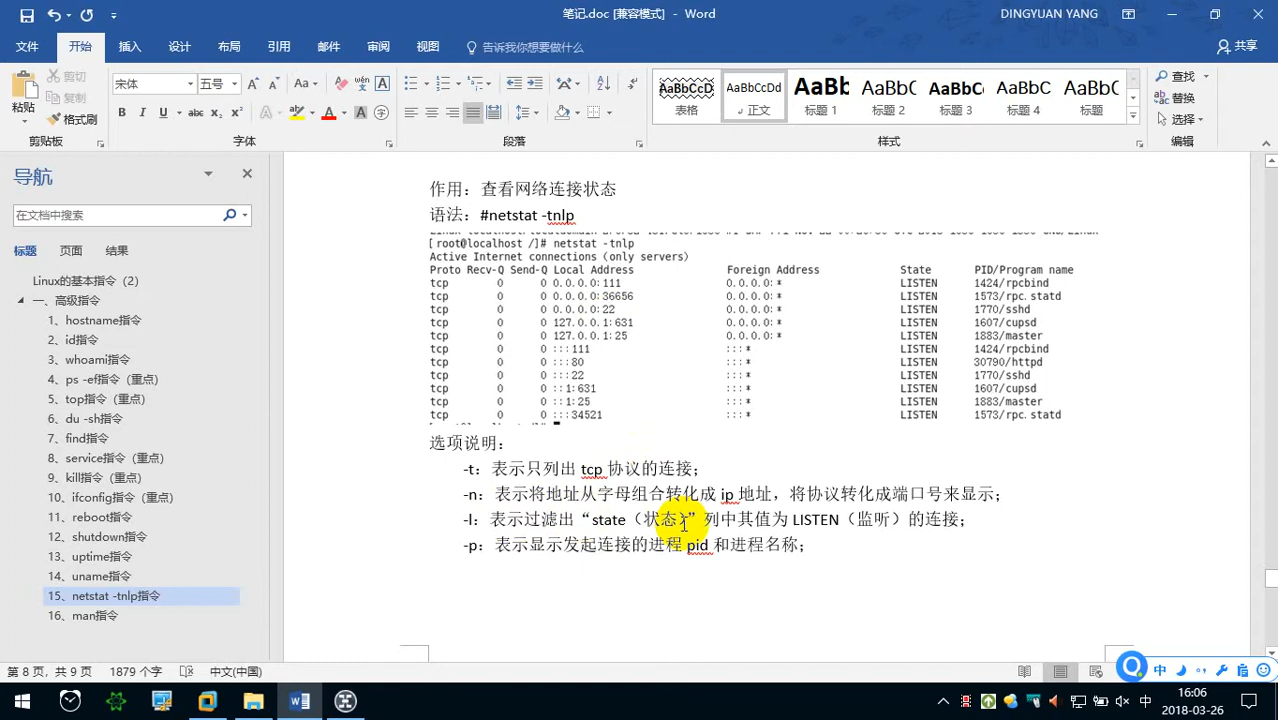 笔记.doc [兼容模式] - Word
DINGYUAN YANG
文件 开始 插入 设计 布局 引用 邮件 审阅 视图 告诉我你想要做什么 共享
粘贴 剪切 复制 格式刷
宋体 五号
AaBbCcD AaBbCcDd AaBb AaBbC AaBbC AaBbC AaBbC
表格 正文 标题 1 标题 2 标题 3 标题 4 标题
查找 替换 选择
剪贴板 字体 段落 样式 编辑
导航
在文档中搜索
标题 页面 结果
Linux的基本指令（2）
一、高级指令
1、hostname指令
2、id指令
3、whoami指令
4、ps -ef指令（重点）
5、top指令（重点）
6、du -sh指令
7、find指令
8、service指令（重点）
9、kill指令（重点）
10、ifconfig指令（重点）
11、reboot指令
12、shutdown指令
13、uptime指令
14、uname指令
15、netstat -tnlp指令
16、man指令
作用：查看网络连接状态
语法：#netstat -tnlp
[root@localhost /]# netstat -tnlp
Active Internet connections (only servers)
Proto Recv-Q Send-Q Local Address Foreign Address State PID/Program name
tcp 0 0 0.0.0.0:111 0.0.0.0:* LISTEN 1424/rpcbind
tcp 0 0 0.0.0.0:36656 0.0.0.0:* LISTEN 1573/rpc.statd
tcp 0 0 0.0.0.0:22 0.0.0.0:* LISTEN 1770/sshd
tcp 0 0 127.0.0.1:631 0.0.0.0:* LISTEN 1607/cupsd
tcp 0 0 127.0.0.1:25 0.0.0.0:* LISTEN 1883/master
tcp 0 0 :::111 :::* LISTEN 1424/rpcbind
tcp 0 0 :::80 :::* LISTEN 30790/httpd
tcp 0 0 :::22 :::* LISTEN 1770/sshd
tcp 0 0 ::1:631 :::* LISTEN 1607/cupsd
tcp 0 0 ::1:25 :::* LISTEN 1883/master
tcp 0 0 :::34521 :::* LISTEN 1573/rpc.statd
选项说明：
-t：表示只列出 tcp 协议的连接；
-n：表示将地址从字母组合转化成 ip 地址，将协议转化成端口号来显示；
-l：表示过滤出“state（状态）”列中其值为 LISTEN（监听）的连接；
-p：表示显示发起连接的进程 pid 和进程名称；
第 8 页，共 9 页 1879 个字 中文(中国)
中
中 16:06
2018-03-26